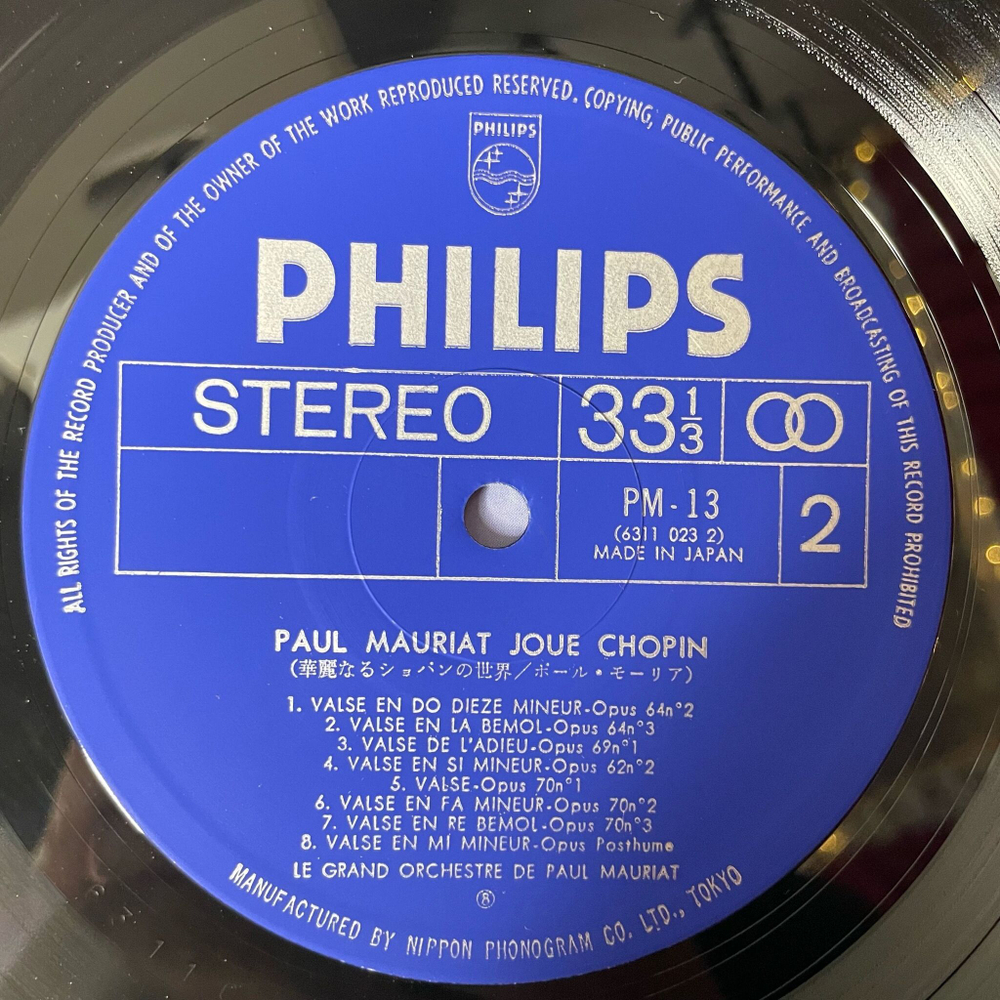 ALL RIGHTS OF THE RECORD PRODUCER AND OF THE OWNER OF THE WORK REPRODUCED RESERVED. COPYING, PUBLIC PERFORMANCE AND BROADCASTING OF THIS RECORD PROHIBITED
PHILIPS
PHILIPS
STEREO 33 1/3
PM-13
(6311 023 2)
MADE IN JAPAN
2
PAUL MAURIAT JOUE CHOPIN
(華麗なるショパンの世界/ポール・モーリア)
1. VALSE EN DO DIEZE MINEUR-Opus 64n°2
2. VALSE EN LA BEMOL-Opus 64n°3
3. VALSE DE L'ADIEU-Opus 69n°1
4. VALSE EN SI MINEUR-Opus 62n°2
5. VALSE-Opus 70n°1
6. VALSE EN FA MINEUR-Opus 70n°2
7. VALSE EN RE BEMOL-Opus 70n°3
8. VALSE EN MI MINEUR-Opus Posthume
LE GRAND ORCHESTRE DE PAUL MAURIAT
Ⓡ
MANUFACTURED BY NIPPON PHONOGRAM CO. LTD., TOKYO